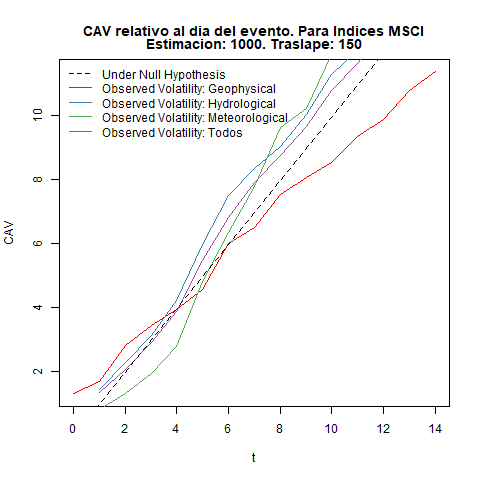 CAV relativo al dia del evento. Para Indices MSCI
Estimacion: 1000. Traslape: 150
Under Null Hypothesis
Observed Volatility: Geophysical
Observed Volatility: Hydrological
Observed Volatility: Meteorological
Observed Volatility: Todos
10
8
6
4
2
CAV
0 2 4 6 8 10 12 14
t